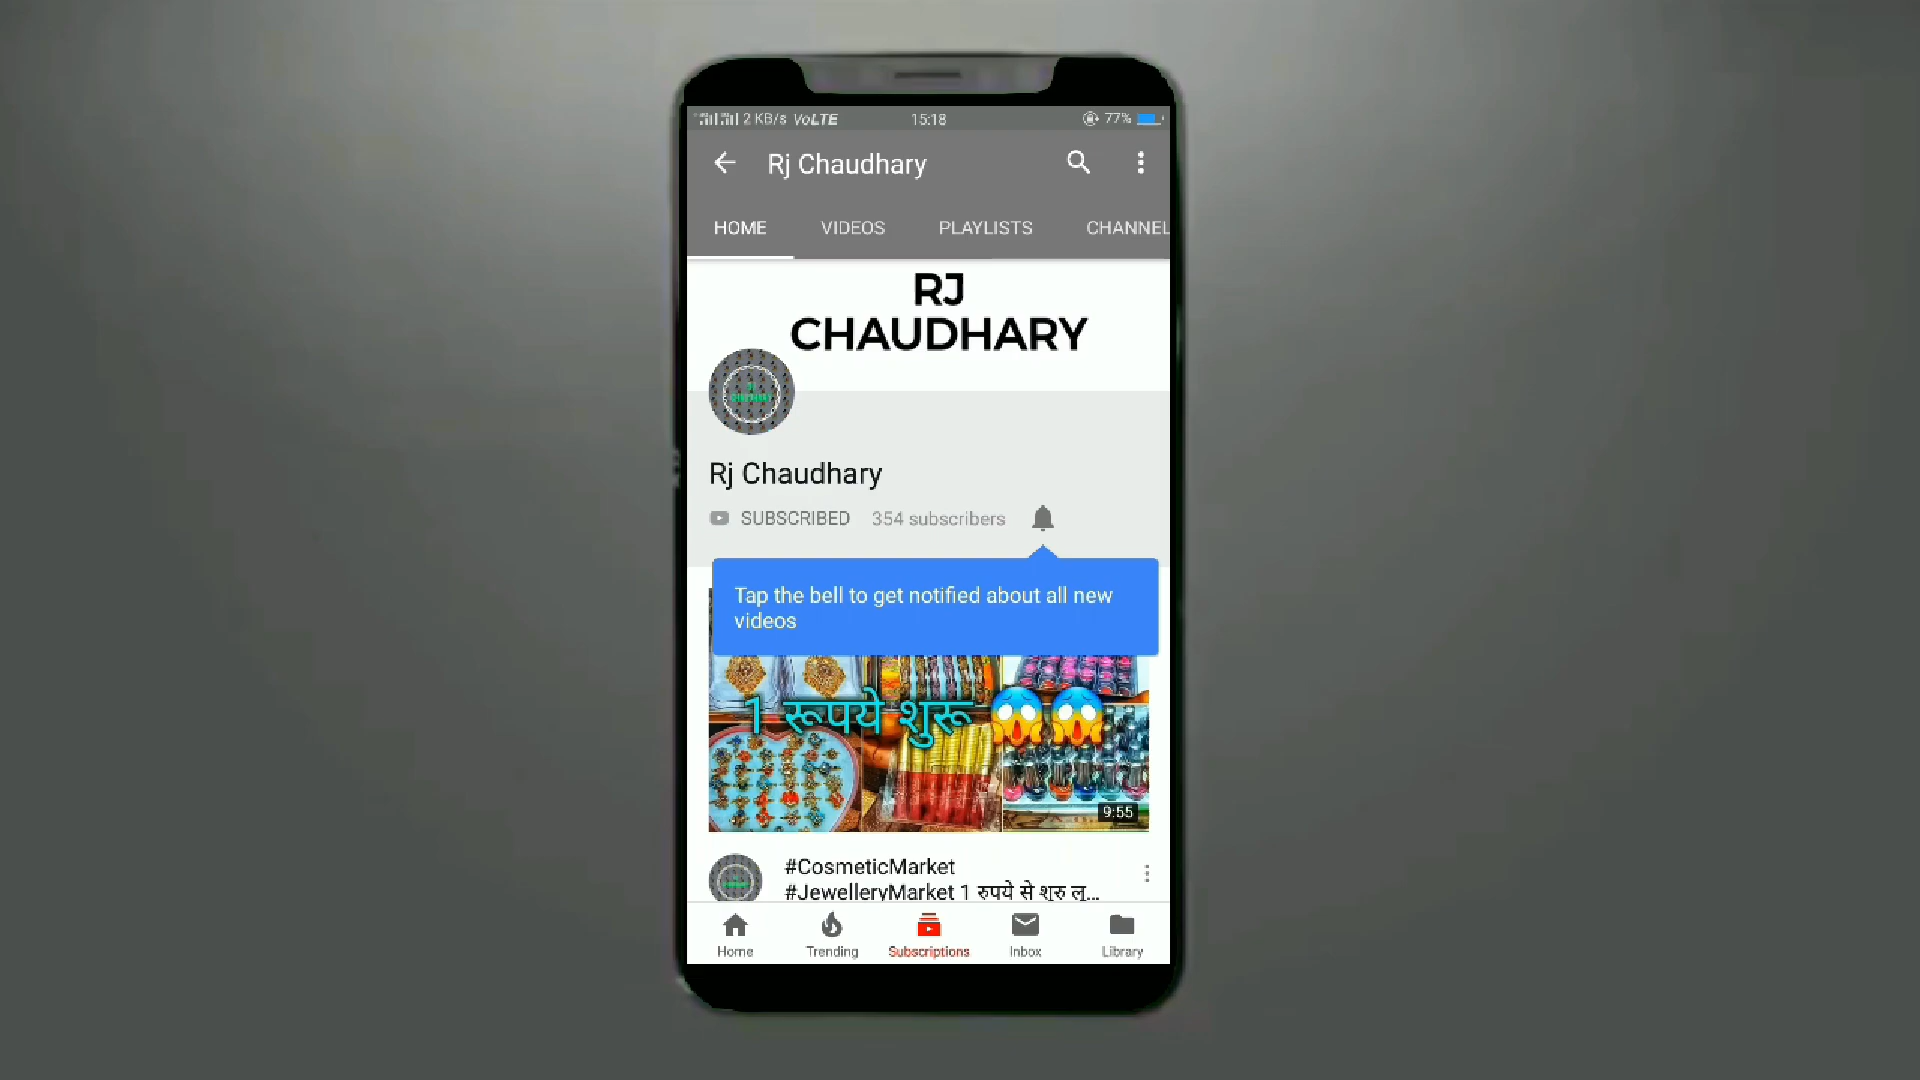 2 KB/s VoLTE 15:18 77%
Rj Chaudhary
HOME VIDEOS PLAYLISTS CHANNEL
RJ
CHAUDHARY
Rj Chaudhary
SUBSCRIBED 354 subscribers
Tap the bell to get notified about all new
videos
1 रूपये शुरू
9:55
#CosmeticMarket
#JewelleryMarket 1 रुपये से शुरु लू...
Home Trending Subscriptions Inbox Library